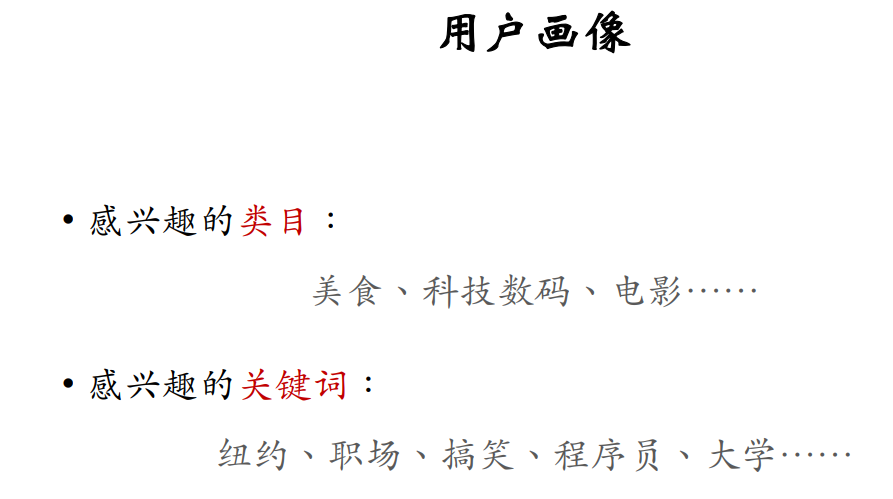 用户画像
• 感兴趣的类目：
美食、科技数码、电影……
• 感兴趣的关键词：
纽约、职场、搞笑、程序员、大学……